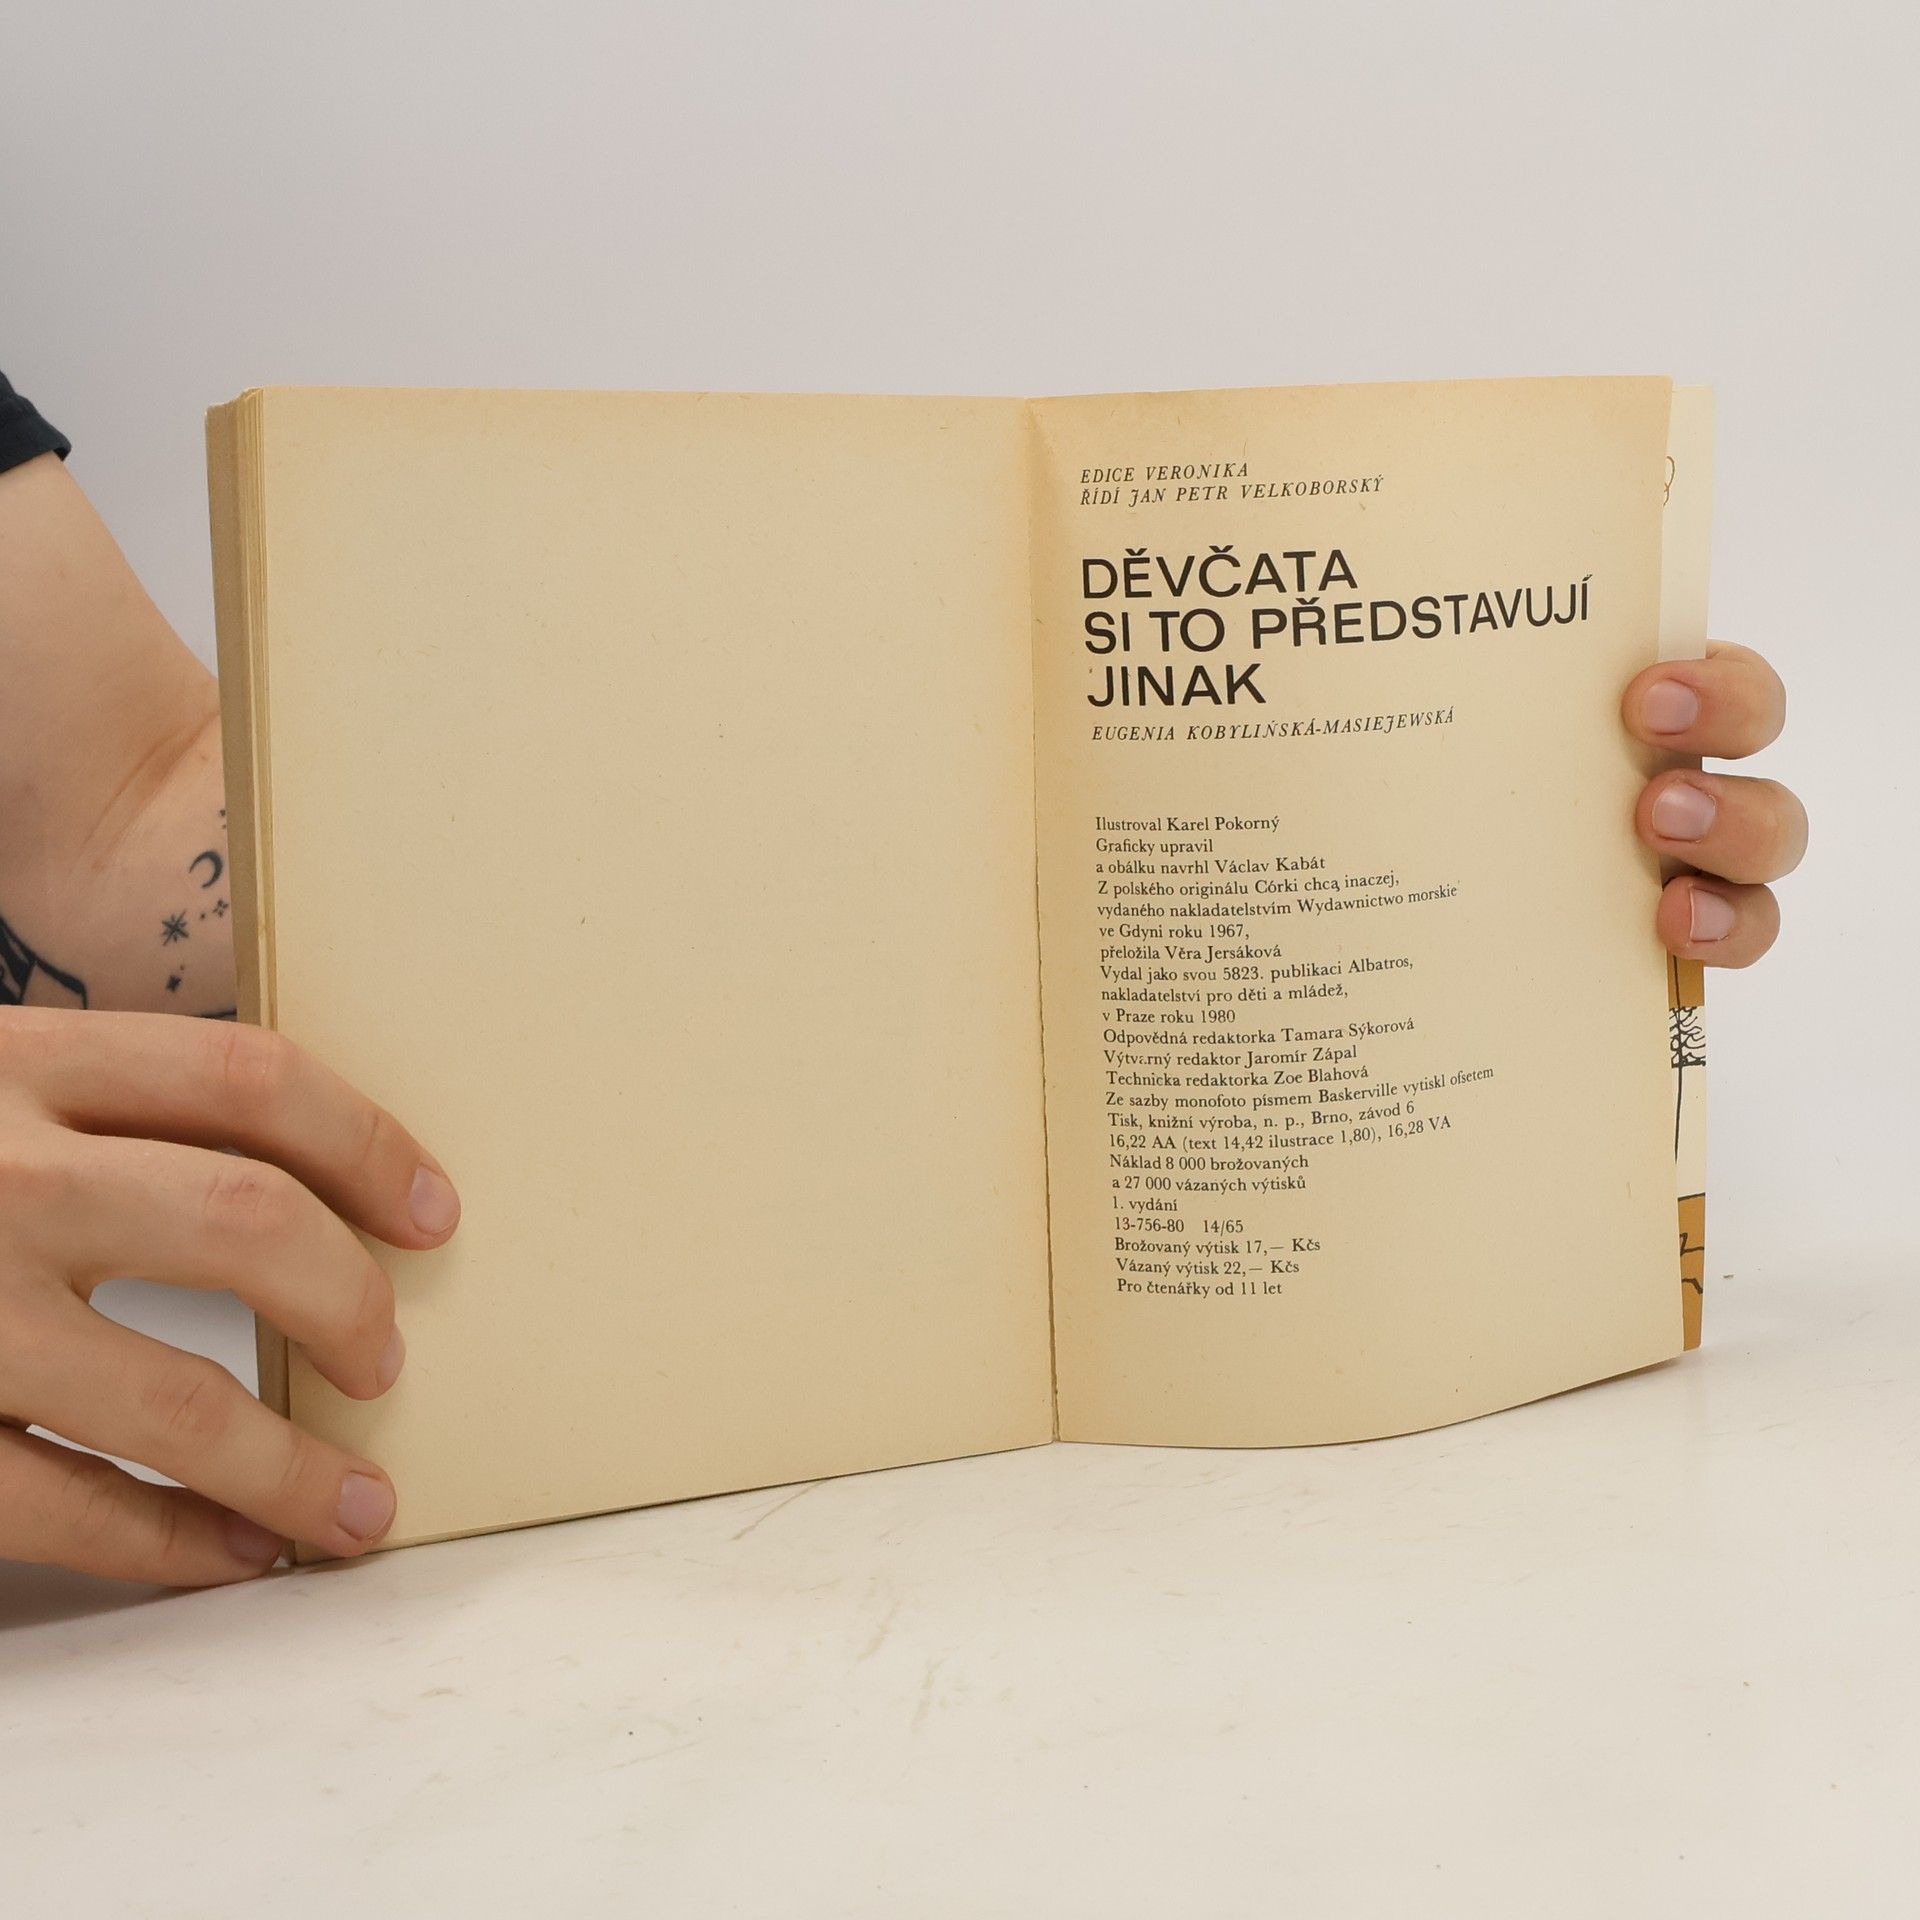 EDICE VERONIKA
ŘÍDÍ JAN PETR VELKOBORSKÝ
DĚVČATA
SI TO PŘEDSTAVUJÍ
JINAK
EUGENIA KOBYLIŃSKÁ-MASIEJEWSKÁ
Ilustroval Karel Pokorný
Graficky upravil
a obálku navrhl Václav Kabát
Z polského originálu Córki chcą inaczej,
vydaného nakladatelstvím Wydawnictwo morskie
ve Gdyni roku 1967,
přeložila Věra Jersáková
Vydal jako svou 5823. publikaci Albatros,
nakladatelství pro děti a mládež,
v Praze roku 1980
Odpovědná redaktorka Tamara Sýkorová
Výtvarný redaktor Jaromír Zápal
Technicka redaktorka Zoe Blahová
Ze sazby monofoto písmem Baskerville vytiskl ofsetem
Tisk, knižní výroba, n. p., Brno, závod 6
16,22 AA (text 14,42 ilustrace 1,80), 16,28 VA
Náklad 8 000 brožovaných
a 27 000 vázaných výtisků
1. vydání
13-756-80 14/65
Brožovaný výtisk 17,— Kčs
Vázaný výtisk 22,— Kčs
Pro čtenářky od 11 let